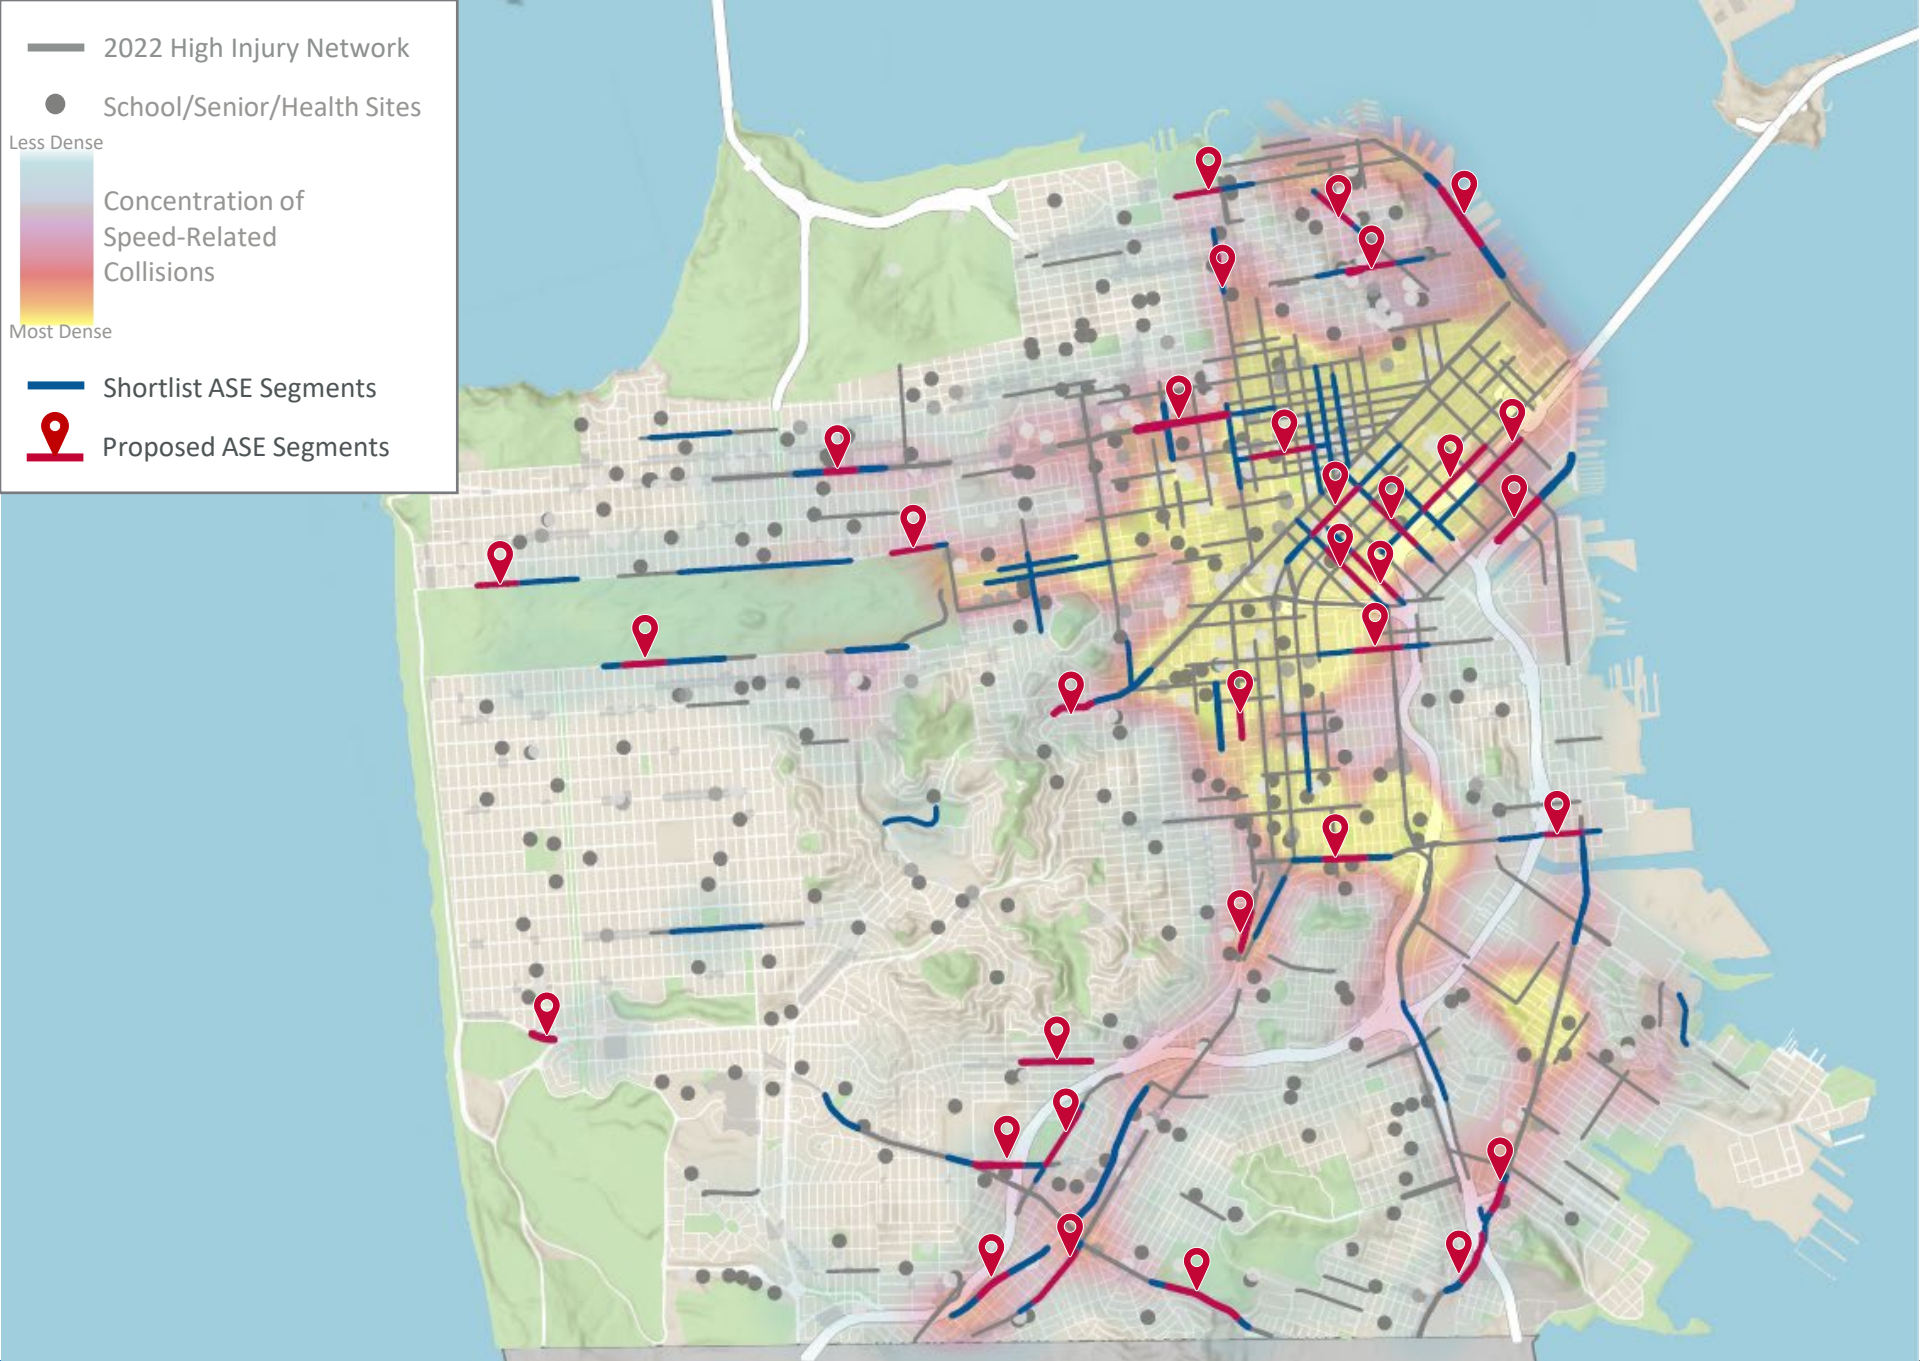 2022 High Injury Network
School/Senior/Health Sites
Less Dense
Concentration of
Speed-Related
Collisions
Most Dense
Shortlist ASE Segments
Proposed ASE Segments